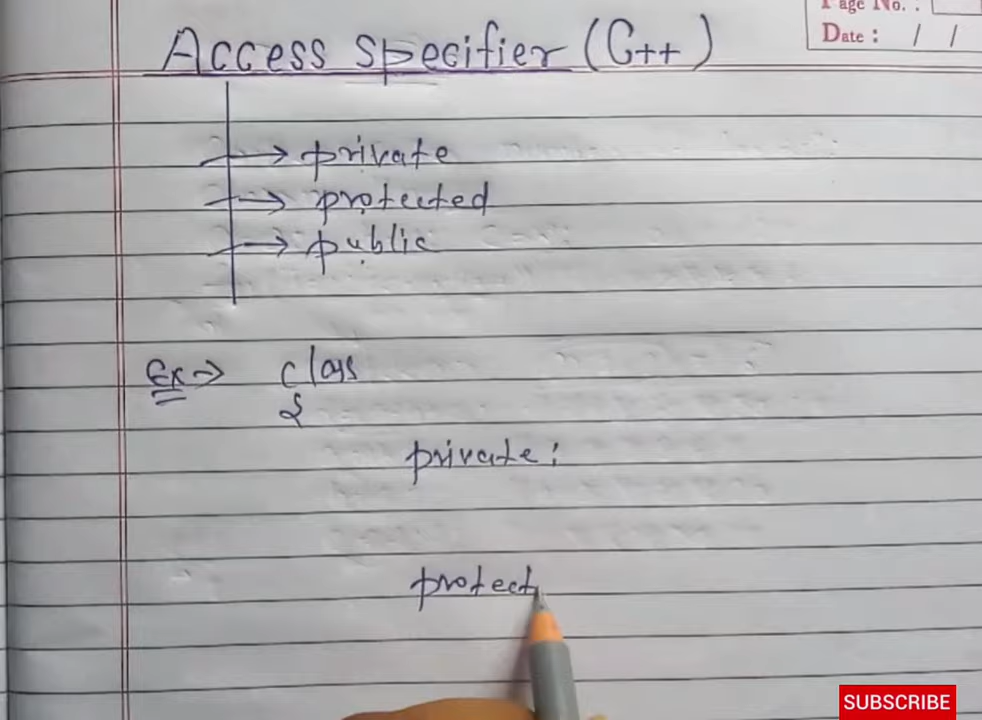 Page No. :
Date : / /
Access Specifier (C++)
→ private
→ protected
→ public
Ex → class
{
private :
protect
SUBSCRIBE